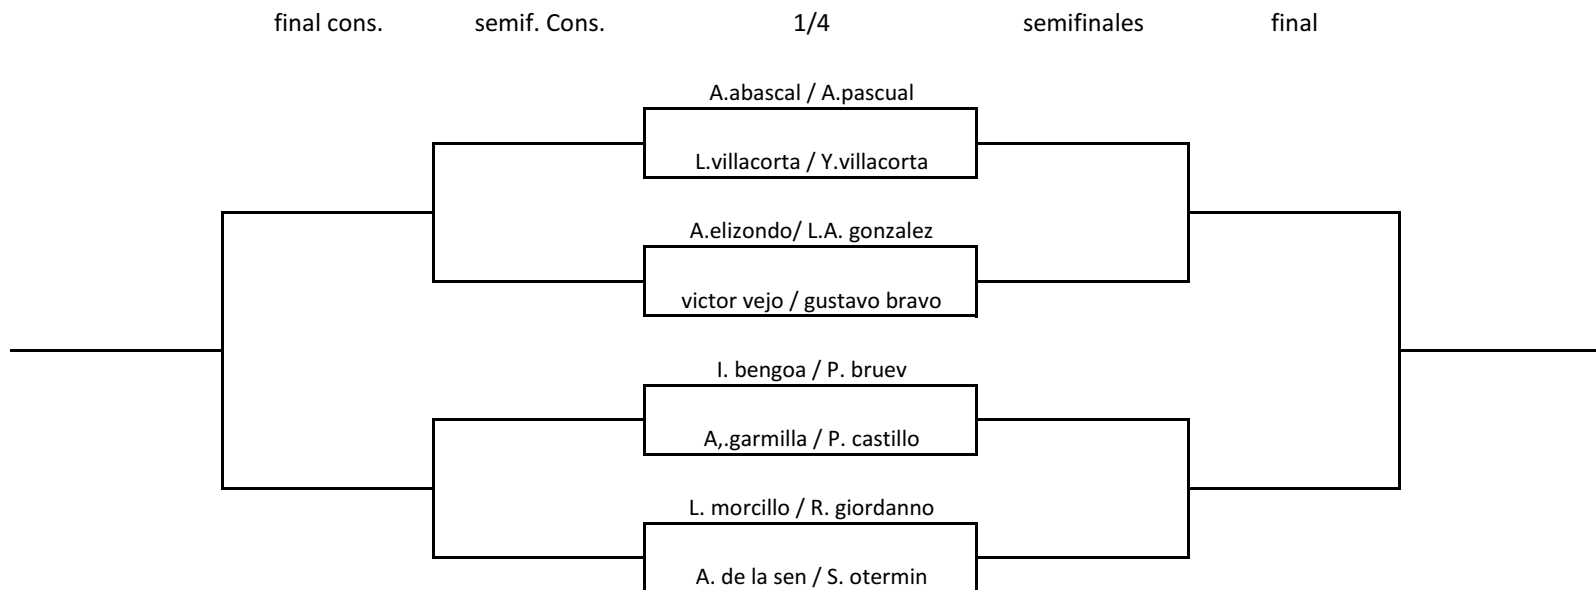 final cons. semif. Cons. 1/4 semifinales final
A.abascal / A.pascual
L.villacorta / Y.villacorta
A.elizondo/ L.A. gonzalez
victor vejo / gustavo bravo
I. bengoa / P. bruev
A,.garmilla / P. castillo
L. morcillo / R. giordanno
A. de la sen / S. otermin